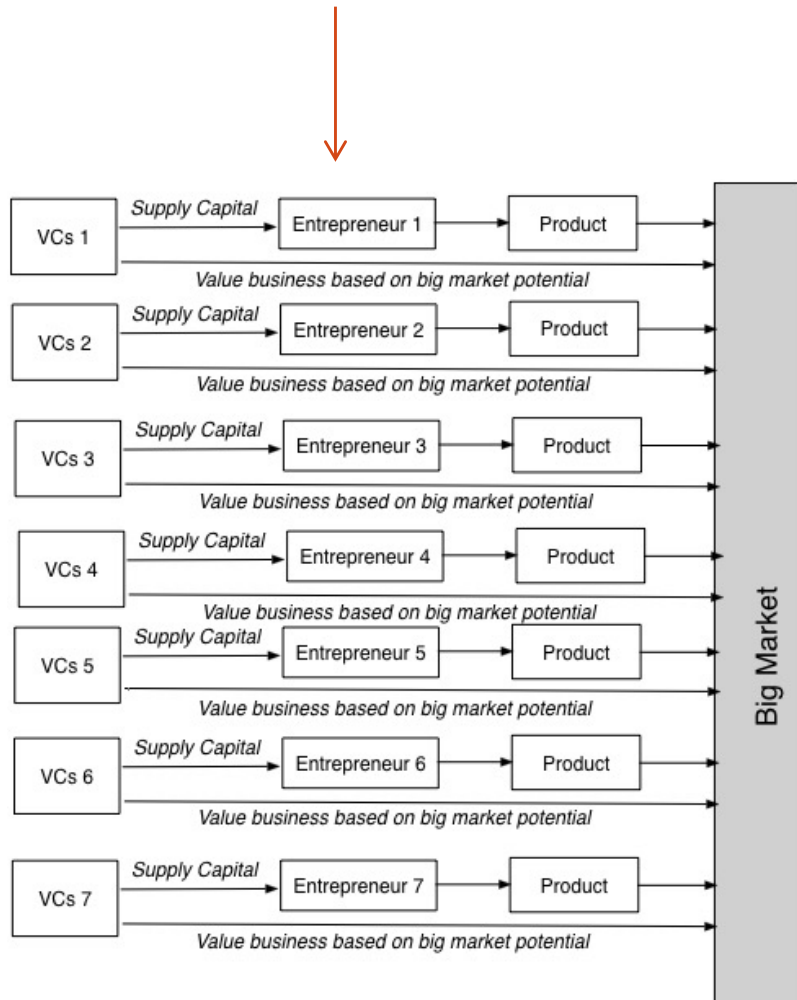 Supply Capital
VCs 1
Entrepreneur 1
Product
Value business based on big market potential
Supply Capital
VCs 2
Entrepreneur 2
Product
Value business based on big market potential
Supply Capital
VCs 3
Entrepreneur 3
Product
Value business based on big market potential
Supply Capital
VCs 4
Entrepreneur 4
Product
Value business based on big market potential
Supply Capital
VCs 5
Entrepreneur 5
Product
Value business based on big market potential
Supply Capital
VCs 6
Entrepreneur 6
Product
Value business based on big market potential
Supply Capital
VCs 7
Entrepreneur 7
Product
Value business based on big market potential
Big Market